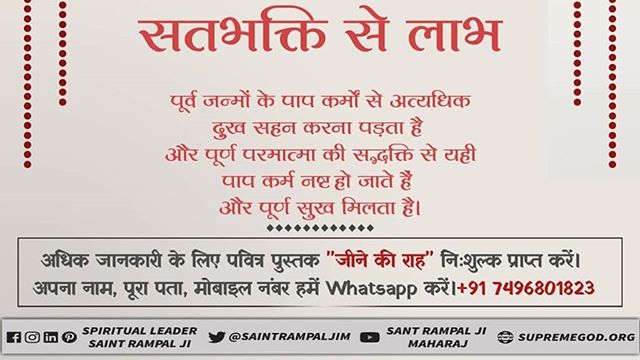 सतभक्ति से लाभ
पूर्व जन्मों के पाप कर्मों से अत्यधिक
दुख सहन करना पड़ता है
और पूर्ण परमात्मा की सद्भक्ति से यही
पाप कर्म नष्ट हो जाते हैं
और पूर्ण सुख मिलता है।
अधिक जानकारी के लिए पवित्र पुस्तक "जीने की राह" निःशुल्क प्राप्त करें।
अपना नाम, पूरा पता, मोबाइल नंबर हमें Whatsapp करें।+91 7496801823
SPIRITUAL LEADER SAINT RAMPAL JI
@SAINTRAMPALJIM
SANT RAMPAL JI MAHARAJ
SUPREMEGOD.ORG